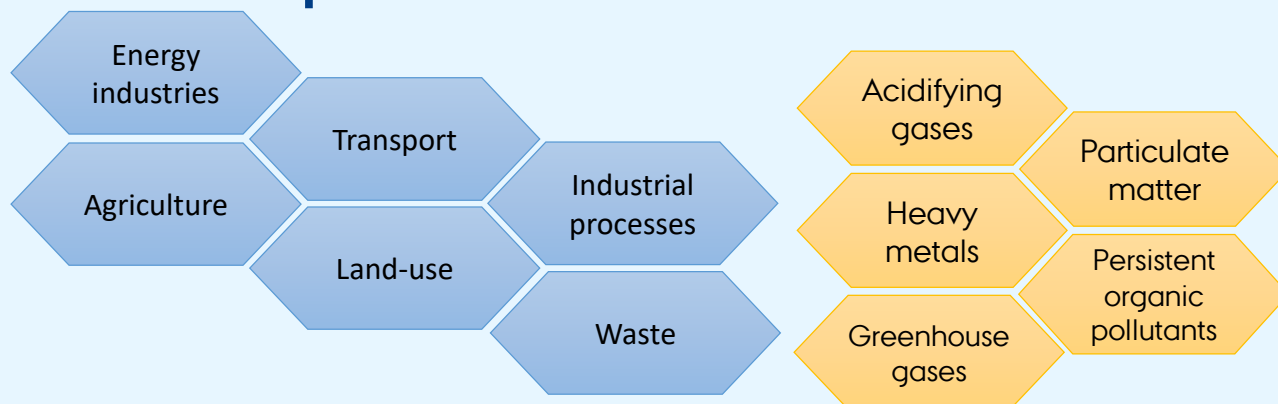 Energy
industries
Transport
Agriculture
Industrial
processes
Land-use
Waste
Acidifying
gases
Particulate
matter
Heavy
metals
Persistent
organic
pollutants
Greenhouse
gases